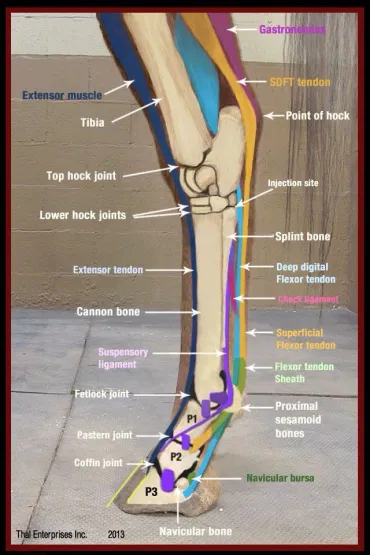 Gastrocnemus
SDFT tendon
Extensor muscle
Point of hock
Tibia
Top hock joint
Injection site
Lower hock joints
Splint bone
Extensor tendon
Deep digital
Flexor tendon
Check ligament
Cannon bone
Superficial
Flexor tendon
Suspensory
ligament
Flexor tendon
Sheath
Fetlock joint
Proximal
sesamoid
bones
P1
Pastern joint
P2
Coffin joint
Navicular bursa
P3
Navicular bone
Thal Enterprises Inc. 2013